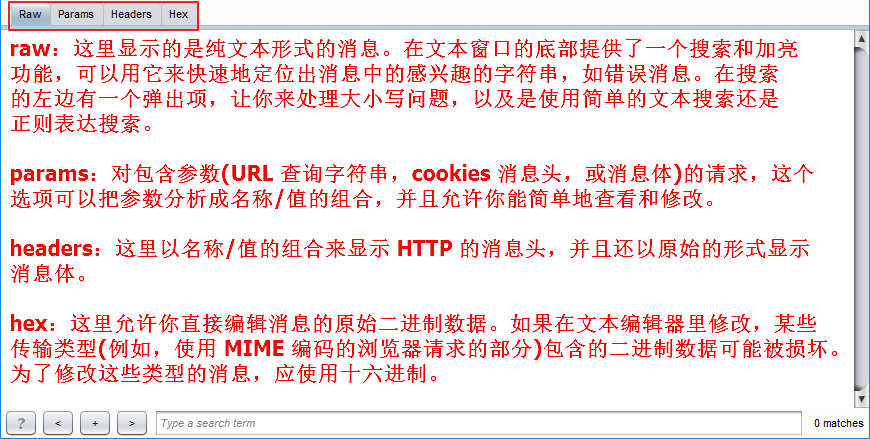 Raw Params Headers Hex
raw：这里显示的是纯文本形式的消息。在文本窗口的底部提供了一个搜索和加亮
功能，可以用它来快速地定位出消息中的感兴趣的字符串，如错误消息。在搜索
的左边有一个弹出项，让你来处理大小写问题，以及是使用简单的文本搜索还是
正则表达搜索。
params：对包含参数(URL 查询字符串，cookies 消息头，或消息体)的请求，这个
选项可以把参数分析成名称/值的组合，并且允许你能简单地查看和修改。
headers：这里以名称/值的组合来显示 HTTP 的消息头，并且还以原始的形式显示
消息体。
hex：这里允许你直接编辑消息的原始二进制数据。如果在文本编辑器里修改，某些
传输类型(例如，使用 MIME 编码的浏览器请求的部分)包含的二进制数据可能被损坏。
为了修改这些类型的消息，应使用十六进制。
? < + > Type a search term 0 matches